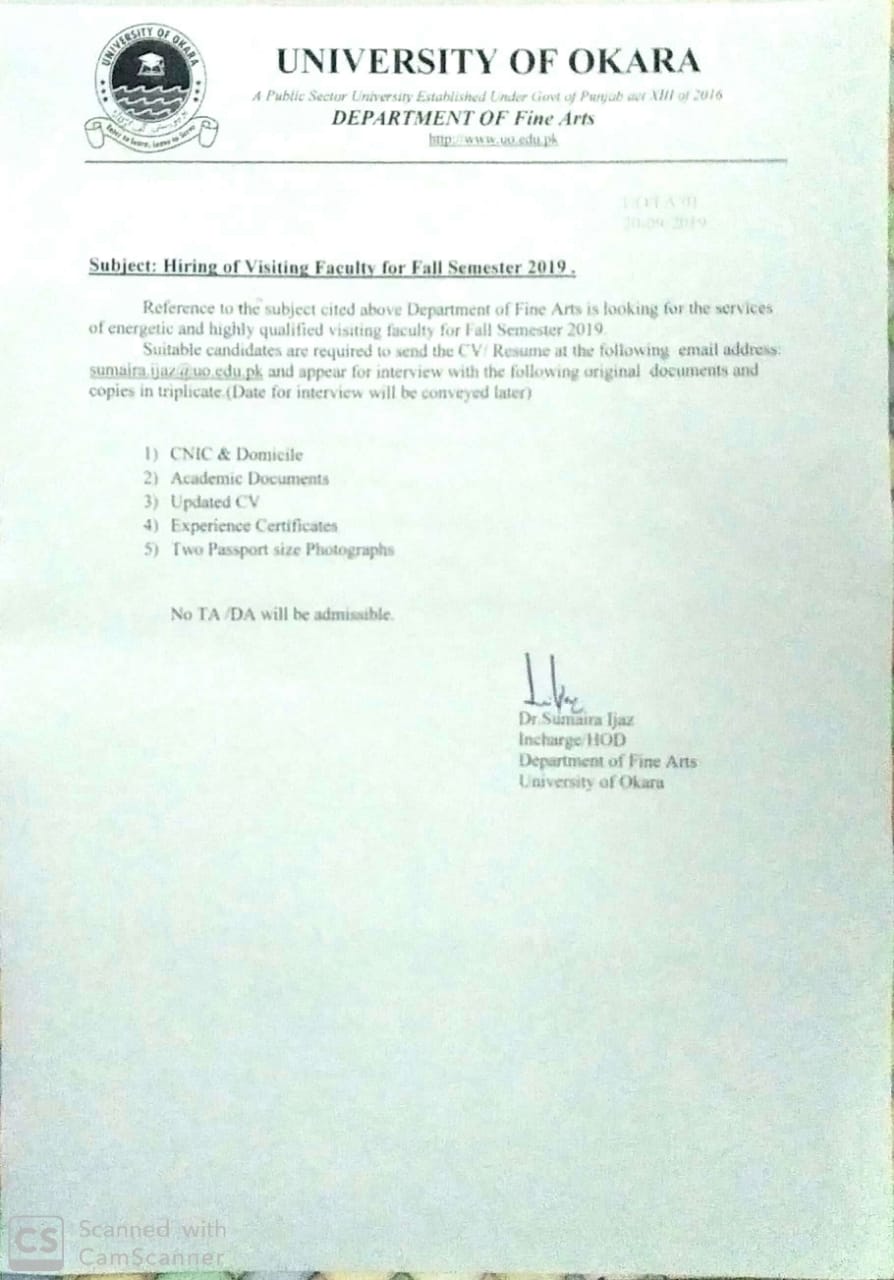 UNIVERSITY OF OKARA
Enter to Learn, Leave to Serve
UNIVERSITY OF OKARA
A Public Sector University Established Under Govt of Punjab act XIII of 2016
DEPARTMENT OF Fine Arts
http://www.uo.edu.pk
20-09-2019
Subject: Hiring of Visiting Faculty for Fall Semester 2019.
Reference to the subject cited above Department of Fine Arts is looking for the services
of energetic and highly qualified visiting faculty for Fall Semester 2019.
Suitable candidates are required to send the CV/ Resume at the following email address:
sumaira.ijaz@uo.edu.pk and appear for interview with the following original documents and
copies in triplicate.(Date for interview will be conveyed later)
1) CNIC & Domicile
2) Academic Documents
3) Updated CV
4) Experience Certificates
5) Two Passport size Photographs
No TA /DA will be admissible.
Dr.Sumaira Ijaz
Incharge/HOD
Department of Fine Arts
University of Okara
CS Scanned with
CamScanner